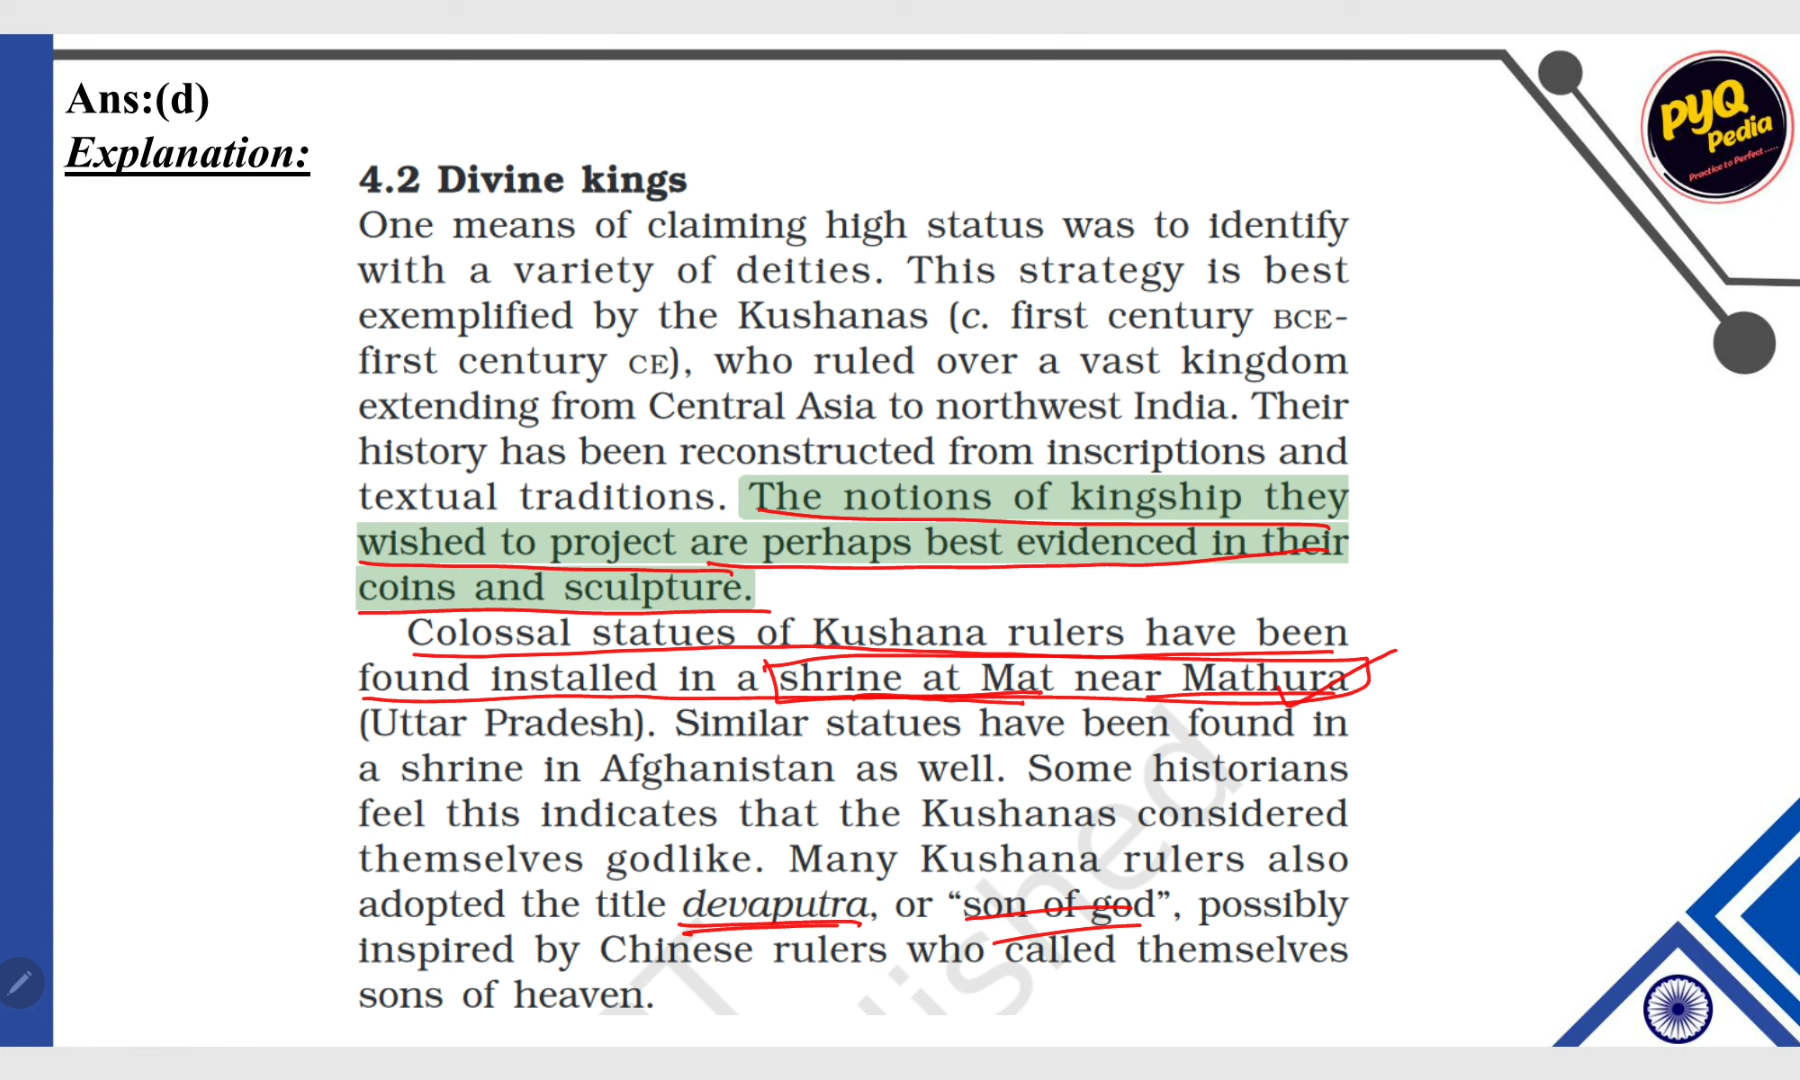 Ans:(d)
Explanation:
PYQ
Pedia
Practice to Perfect.....
4.2 Divine kings
One means of claiming high status was to identify
with a variety of deities. This strategy is best
exemplified by the Kushanas (c. first century BCE-
first century CE), who ruled over a vast kingdom
extending from Central Asia to northwest India. Their
history has been reconstructed from inscriptions and
textual traditions. The notions of kingship they
wished to project are perhaps best evidenced in their
coins and sculpture.
Colossal statues of Kushana rulers have been
found installed in a shrine at Mat near Mathura
(Uttar Pradesh). Similar statues have been found in
a shrine in Afghanistan as well. Some historians
feel this indicates that the Kushanas considered
themselves godlike. Many Kushana rulers also
adopted the title devaputra, or “son of god”, possibly
inspired by Chinese rulers who called themselves
sons of heaven.